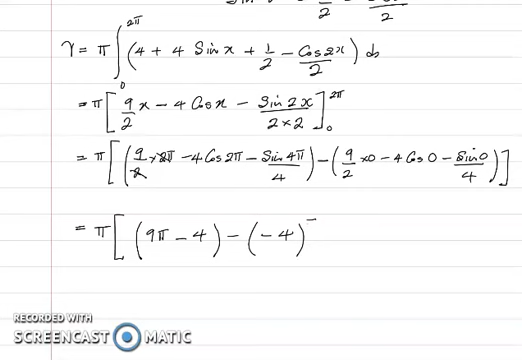 V = π ∫₀^2π (4 + 4 Sin x + 1/2 − Cos 2x/2) dx
= π [ 9/2 x − 4 Cos x − Sin 2x/(2×2) ]₀^2π
= π [ (9/2 × 2π − 4 Cos 2π − Sin 4π/4) − (9/2 × 0 − 4 Cos 0 − Sin 0/4) ]
= π [ (9π − 4) − (−4)
RECORDED WITH
SCREENCAST MATIC